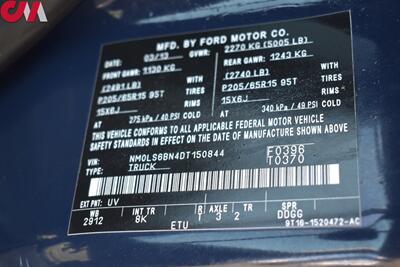 CMA
MFD. BY FORD MOTOR CO.
DATE: 03/13 GVWR: 2270 KG (5005 LB)
FRONT GAWR: 1130 KG REAR GAWR: 1243 KG
(2491 LB) WITH (2740 LB) WITH
P205/65R15 95T TIRES P205/65R15 95T TIRES
15X6J RIMS 15X6J RIMS
AT 275 kPa/ 40 PSI COLD AT 340 kPa/ 49 PSI COLD
THIS VEHICLE CONFORMS TO ALL APPLICABLE FEDERAL MOTOR VEHICLE
SAFETY STANDARDS IN EFFECT ON THE DATE OF MANUFACTURE SHOWN ABOVE.
VIN: NM0LS6BN4DT150844 F0396
TRUCK T0370
EXT PNT: UV
WB INT TR R AXLE SPR
2912 8K 3 2 DDGG
ETU 9T16-1520472-AC